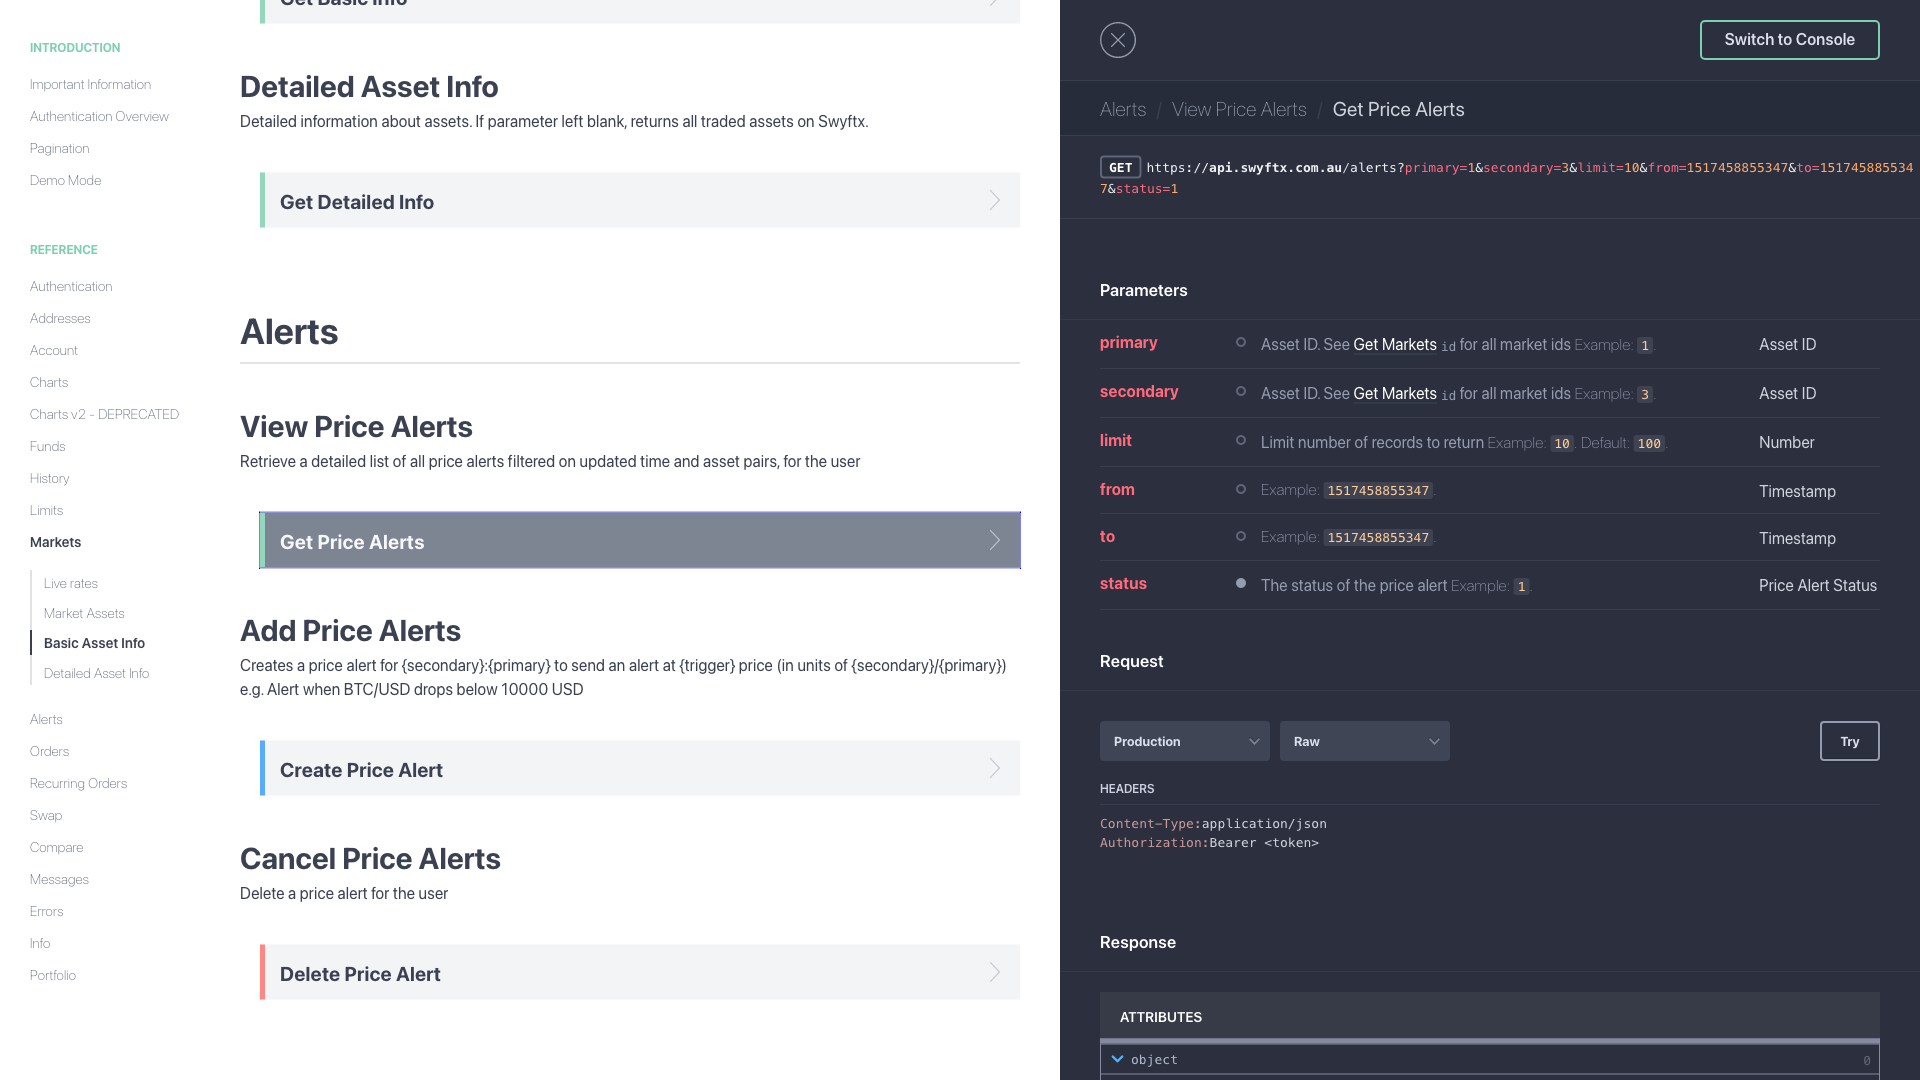 Get Basic Info
INTRODUCTION
Important Information
Authentication Overview
Pagination
Demo Mode
REFERENCE
Authentication
Addresses
Account
Charts
Charts v2 - DEPRECATED
Funds
History
Limits
Markets
Live rates
Market Assets
Basic Asset Info
Detailed Asset Info
Alerts
Orders
Recurring Orders
Swap
Compare
Messages
Errors
Info
Portfolio
Detailed Asset Info
Detailed information about assets. If parameter left blank, returns all traded assets on Swyftx.
Get Detailed Info
Alerts
View Price Alerts
Retrieve a detailed list of all price alerts filtered on updated time and asset pairs, for the user
Get Price Alerts
Add Price Alerts
Creates a price alert for {secondary}:{primary} to send an alert at {trigger} price (in units of {secondary}/{primary})
e.g. Alert when BTC/USD drops below 10000 USD
Create Price Alert
Cancel Price Alerts
Delete a price alert for the user
Delete Price Alert
Switch to Console
Alerts / View Price Alerts / Get Price Alerts
GET https://api.swyftx.com.au/alerts?primary=1&secondary=3&limit=10&from=1517458855347&to=151745885534
7&status=1
Parameters
primary Asset ID. See Get Markets id for all market ids Example: 1. Asset ID
secondary Asset ID. See Get Markets id for all market ids Example: 3. Asset ID
limit Limit number of records to return Example: 10. Default: 100. Number
from Example: 1517458855347. Timestamp
to Example: 1517458855347. Timestamp
status The status of the price alert Example: 1. Price Alert Status
Request
Production Raw Try
HEADERS
Content-Type:application/json
Authorization:Bearer <token>
Response
ATTRIBUTES
object 0